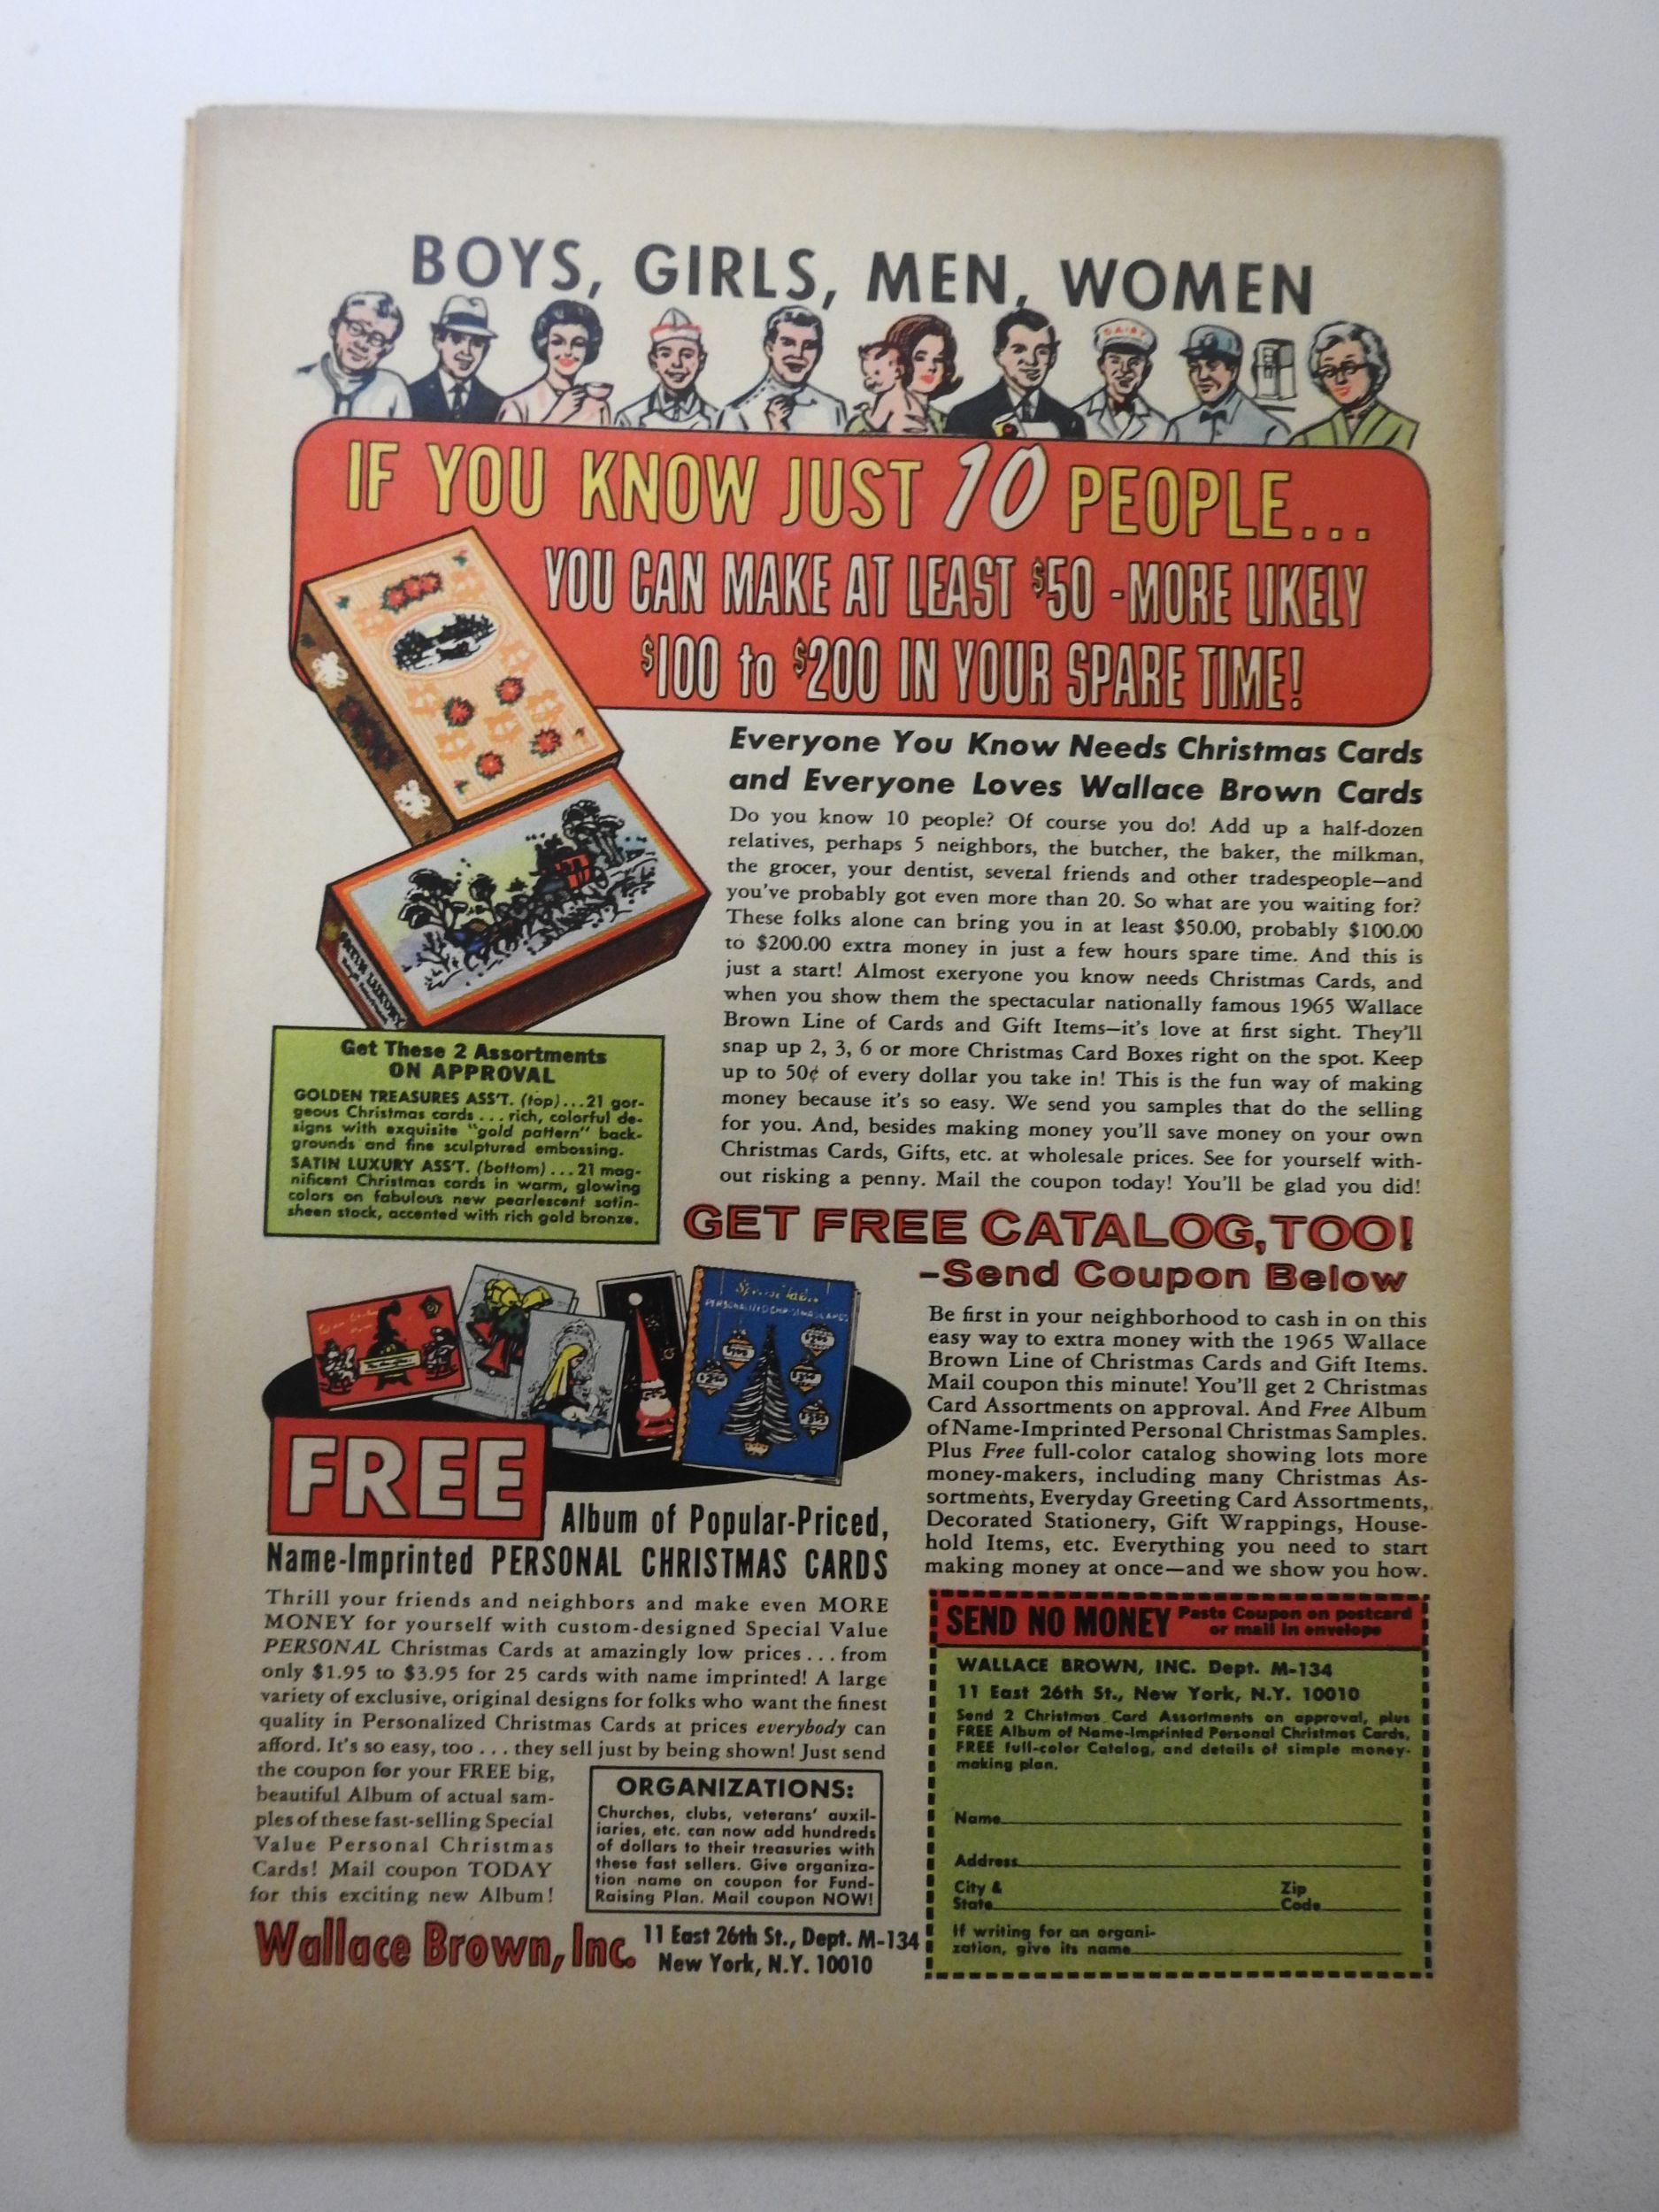 BOYS, GIRLS, MEN, WOMEN
DAIRY
IF YOU KNOW JUST 10 PEOPLE...
YOU CAN MAKE AT LEAST $50 - MORE LIKELY
$100 to $200 IN YOUR SPARE TIME!
Everyone You Know Needs Christmas Cards
and Everyone Loves Wallace Brown Cards
Do you know 10 people? Of course you do! Add up a half-dozen
relatives, perhaps 5 neighbors, the butcher, the baker, the milkman,
the grocer, your dentist, several friends and other tradespeople—and
you've probably got even more than 20. So what are you waiting for?
These folks alone can bring you in at least $50.00, probably $100.00
to $200.00 extra money in just a few hours spare time. And this is
just a start! Almost exeryone you know needs Christmas Cards, and
when you show them the spectacular nationally famous 1965 Wallace
Brown Line of Cards and Gift Items—it's love at first sight. They'll
snap up 2, 3, 6 or more Christmas Card Boxes right on the spot. Keep
up to 50¢ of every dollar you take in! This is the fun way of making
money because it's so easy. We send you samples that do the selling
for you. And, besides making money you'll save money on your own
Christmas Cards, Gifts, etc. at wholesale prices. See for yourself with-
out risking a penny. Mail the coupon today! You'll be glad you did!
SATIN LUXURY
Get These 2 Assortments
ON APPROVAL
GOLDEN TREASURES ASS'T. (top)...21 gor-
geous Christmas cards ... rich, colorful de-
signs with exquisite "gold pattern" back-
grounds and fine sculptured embossing.
SATIN LUXURY ASS'T. (bottom) ... 21 mag-
nificent Christmas cards in warm, glowing
colors on fabulous new pearlescent satin-
sheen stock, accented with rich gold bronze.
GET FREE CATALOG, TOO!
–Send Coupon Below
Be first in your neighborhood to cash in on this
easy way to extra money with the 1965 Wallace
Brown Line of Christmas Cards and Gift Items.
Mail coupon this minute! You'll get 2 Christmas
Card Assortments on approval. And Free Album
of Name-Imprinted Personal Christmas Samples.
Plus Free full-color catalog showing lots more
money-makers, including many Christmas As-
sortments, Everyday Greeting Card Assortments,
Decorated Stationery, Gift Wrappings, House-
hold Items, etc. Everything you need to start
making money at once—and we show you how.
Special Value
PERSONALIZED CHRISTMAS CARDS
FREE
Album of Popular-Priced,
Name-Imprinted PERSONAL CHRISTMAS CARDS
Thrill your friends and neighbors and make even MORE
MONEY for yourself with custom-designed Special Value
PERSONAL Christmas Cards at amazingly low prices ... from
only $1.95 to $3.95 for 25 cards with name imprinted! A large
variety of exclusive, original designs for folks who want the finest
quality in Personalized Christmas Cards at prices everybody can
afford. It's so easy, too ... they sell just by being shown! Just send
the coupon for your FREE big,
beautiful Album of actual sam-
ples of these fast-selling Special
Value Personal Christmas
Cards! Mail coupon TODAY
for this exciting new Album!
ORGANIZATIONS:
Churches, clubs, veterans' auxil-
iaries, etc. can now add hundreds
of dollars to their treasuries with
these fast sellers. Give organiza-
tion name on coupon for Fund-
Raising Plan. Mail coupon NOW!
Wallace Brown, Inc. 11 East 26th St., Dept. M-134
New York, N.Y. 10010
SEND NO MONEY Paste Coupon on postcard
or mail in envelope
WALLACE BROWN, INC. Dept. M-134
11 East 26th St., New York, N.Y. 10010
Send 2 Christmas Card Assortments on approval, plus
FREE Album of Name-Imprinted Personal Christmas Cards,
FREE full-color Catalog, and details of simple money-
making plan.
Name
Address
City & Zip
State Code
If writing for an organi-
zation, give its name